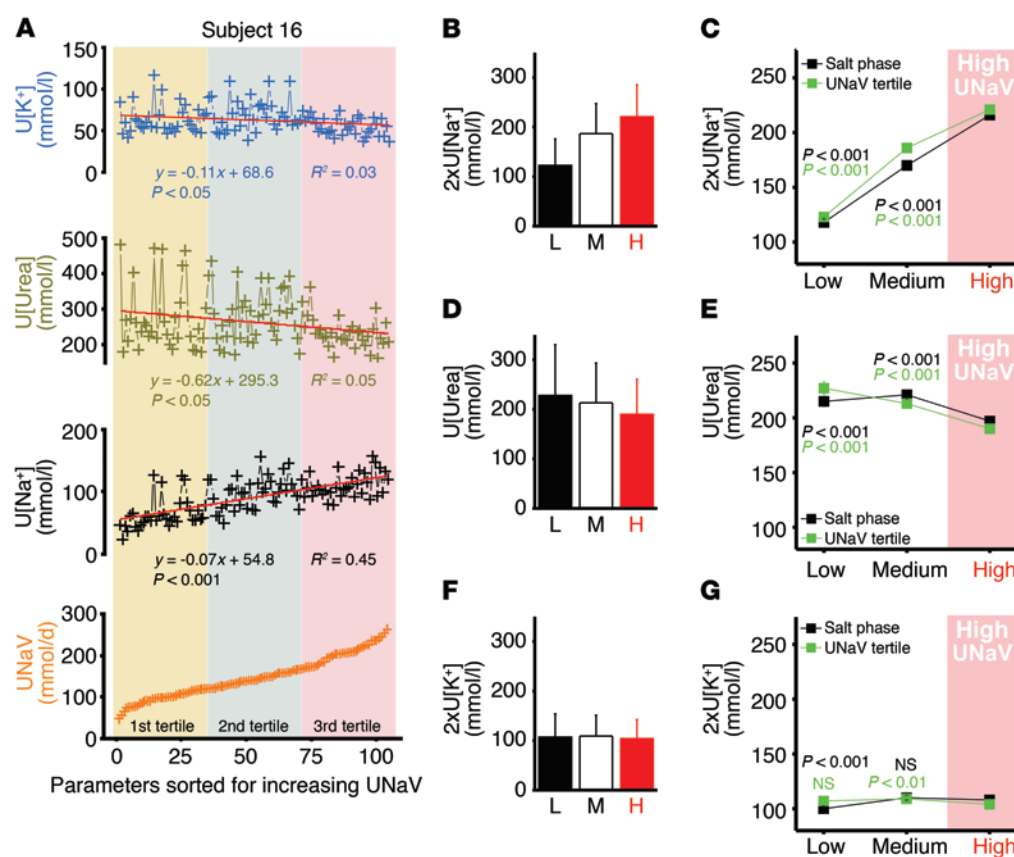 A
Subject 16
U[K+]
(mmol/l)
150
100
50
0
y = -0.11x + 68.6
R² = 0.03
P < 0.05
U[Urea]
(mmol/l)
500
400
300
200
y = -0.62x + 295.3
R² = 0.05
P < 0.05
U[Na+]
(mmol/l)
200
100
0
y = -0.07x + 54.8
R² = 0.45
P < 0.001
UNaV
(mmol/d)
300
200
100
0
1st tertile
2nd tertile
3rd tertile
0 25 50 75 100
Parameters sorted for increasing UNaV
B
2xU[Na+]
(mmol/l)
300
200
100
0
L M H
C
2xU[Na+]
(mmol/l)
250
200
150
100
Salt phase
UNaV tertile
High
UNaV
P < 0.001
P < 0.001
P < 0.001
P < 0.001
Low Medium High
D
U[Urea]
(mmol/l)
300
200
100
0
L M H
E
U[Urea]
(mmol/l)
250
200
150
100
High
UNaV
P < 0.001
P < 0.001
P < 0.001
P < 0.001
Salt phase
UNaV tertile
Low Medium High
F
2xU[K+]
(mmol/l)
300
200
100
0
L M H
G
2xU[K+]
(mmol/l)
250
200
150
100
Salt phase
UNaV tertile
High
UNaV
P < 0.001
NS
NS
P < 0.01
Low Medium High